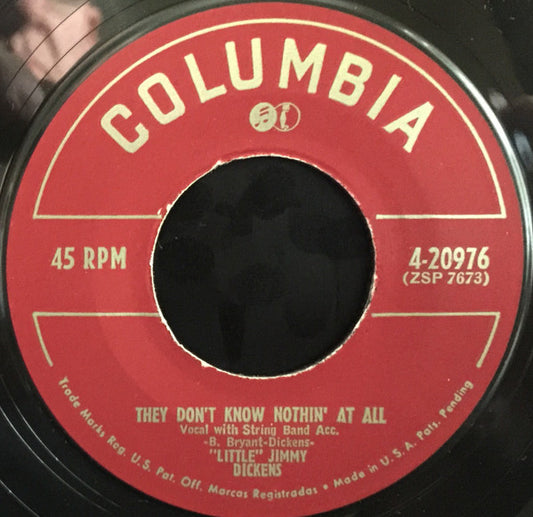 COLUMBIA
45 RPM
4-20976
(ZSP 7673)
THEY DON'T KNOW NOTHIN' AT ALL
Vocal with String Band Acc.
-B. Bryant-Dickens-
"LITTLE" JIMMY
DICKENS
Trade Marks Reg. U.S. Pat. Off. Marcas Registradas • Made in U.S.A. Pats. Pending